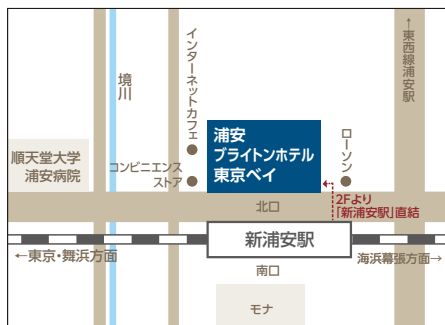 インターネットカフェ
←東西線浦安駅
境川
浦安
ブライトンホテル
東京ベイ
ローソン
順天堂大学
浦安病院
コンビニエンス
ストア
2Fより
「新浦安駅」直結
北口
新浦安駅
←東京・舞浜方面
海浜幕張方面→
南口
モナ